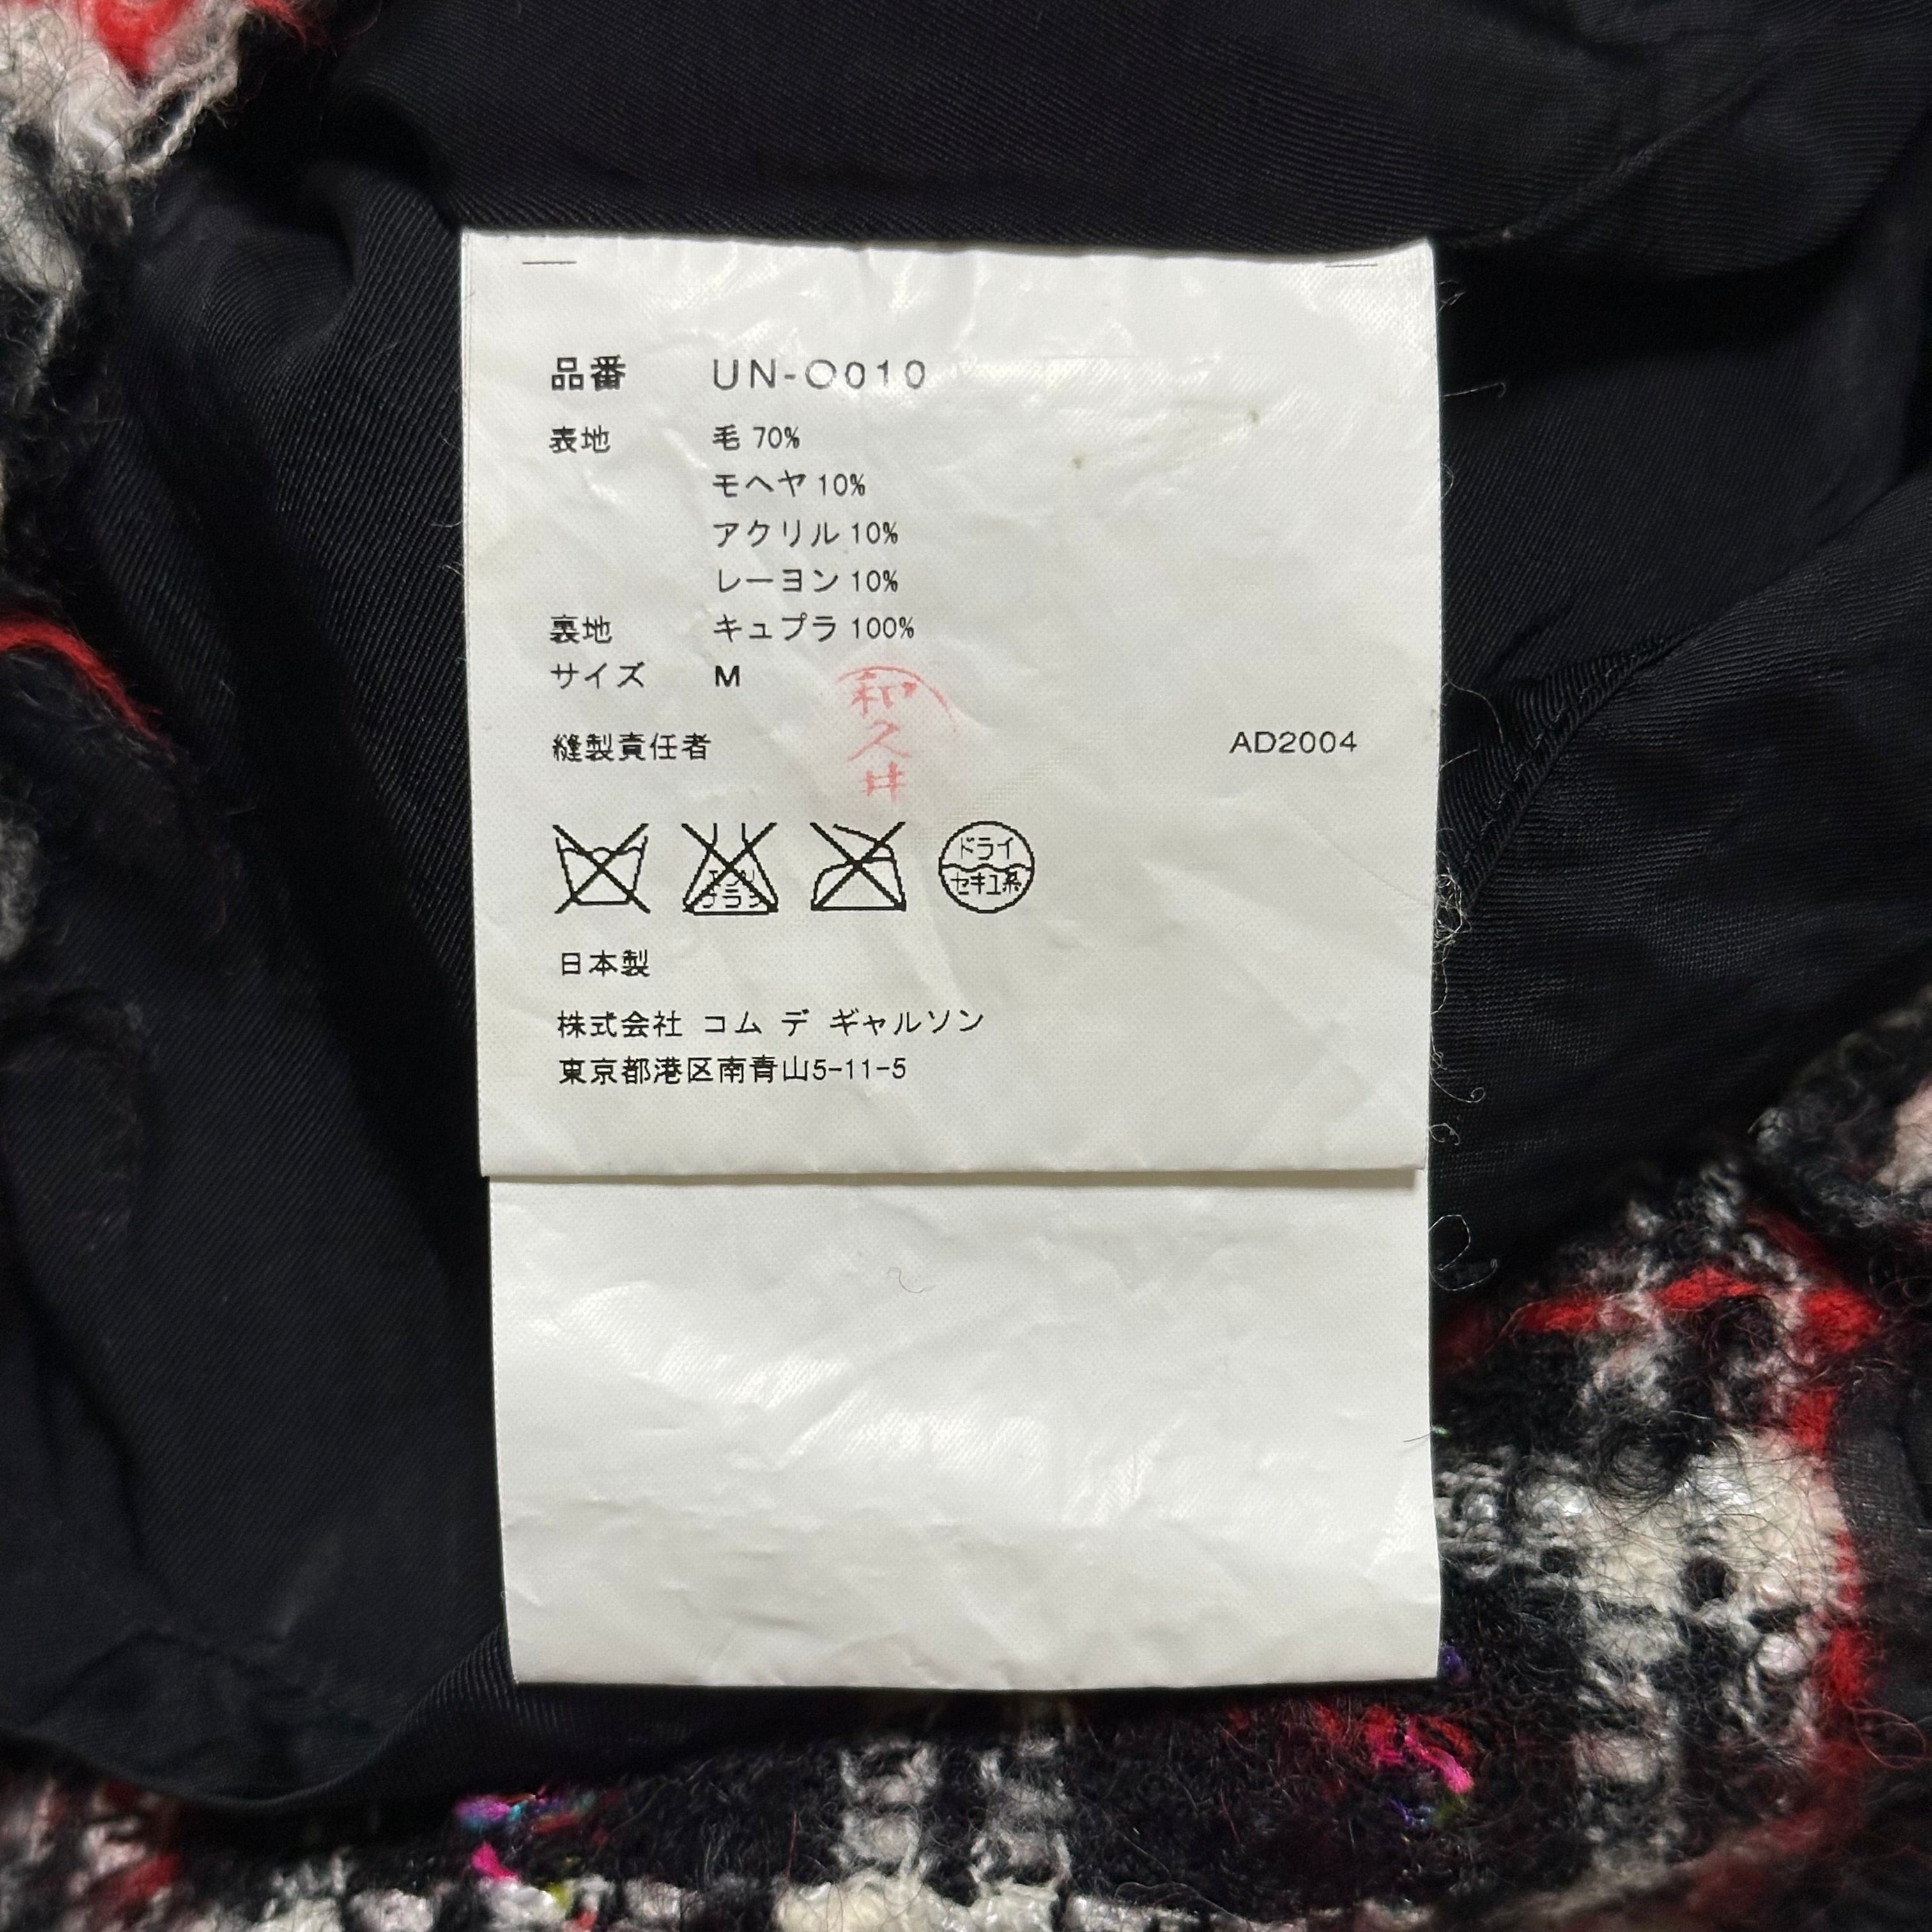 品番 UN-O010
表地 毛 70%
モヘヤ 10%
アクリル 10%
レーヨン 10%
裏地 キュプラ 100%
サイズ M
和久井
縫製責任者 AD2004
ドライ
セキユ系
日本製
株式会社 コム デ ギャルソン
東京都港区南青山5-11-5